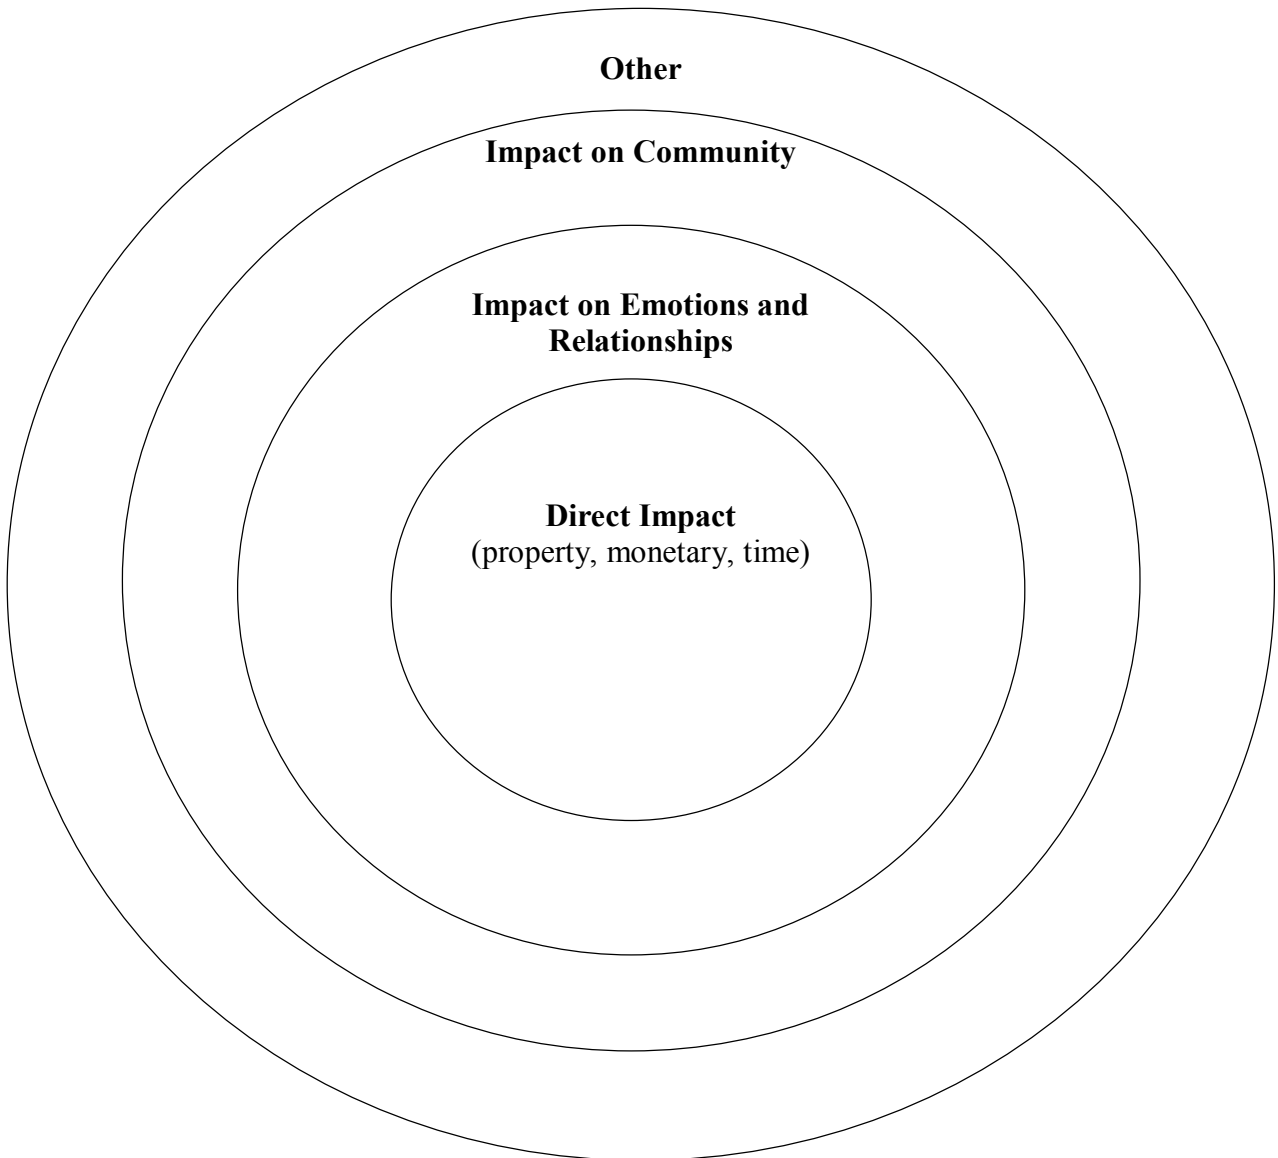 Other
Impact on Community
Impact on Emotions and
Relationships
Direct Impact
(property, monetary, time)